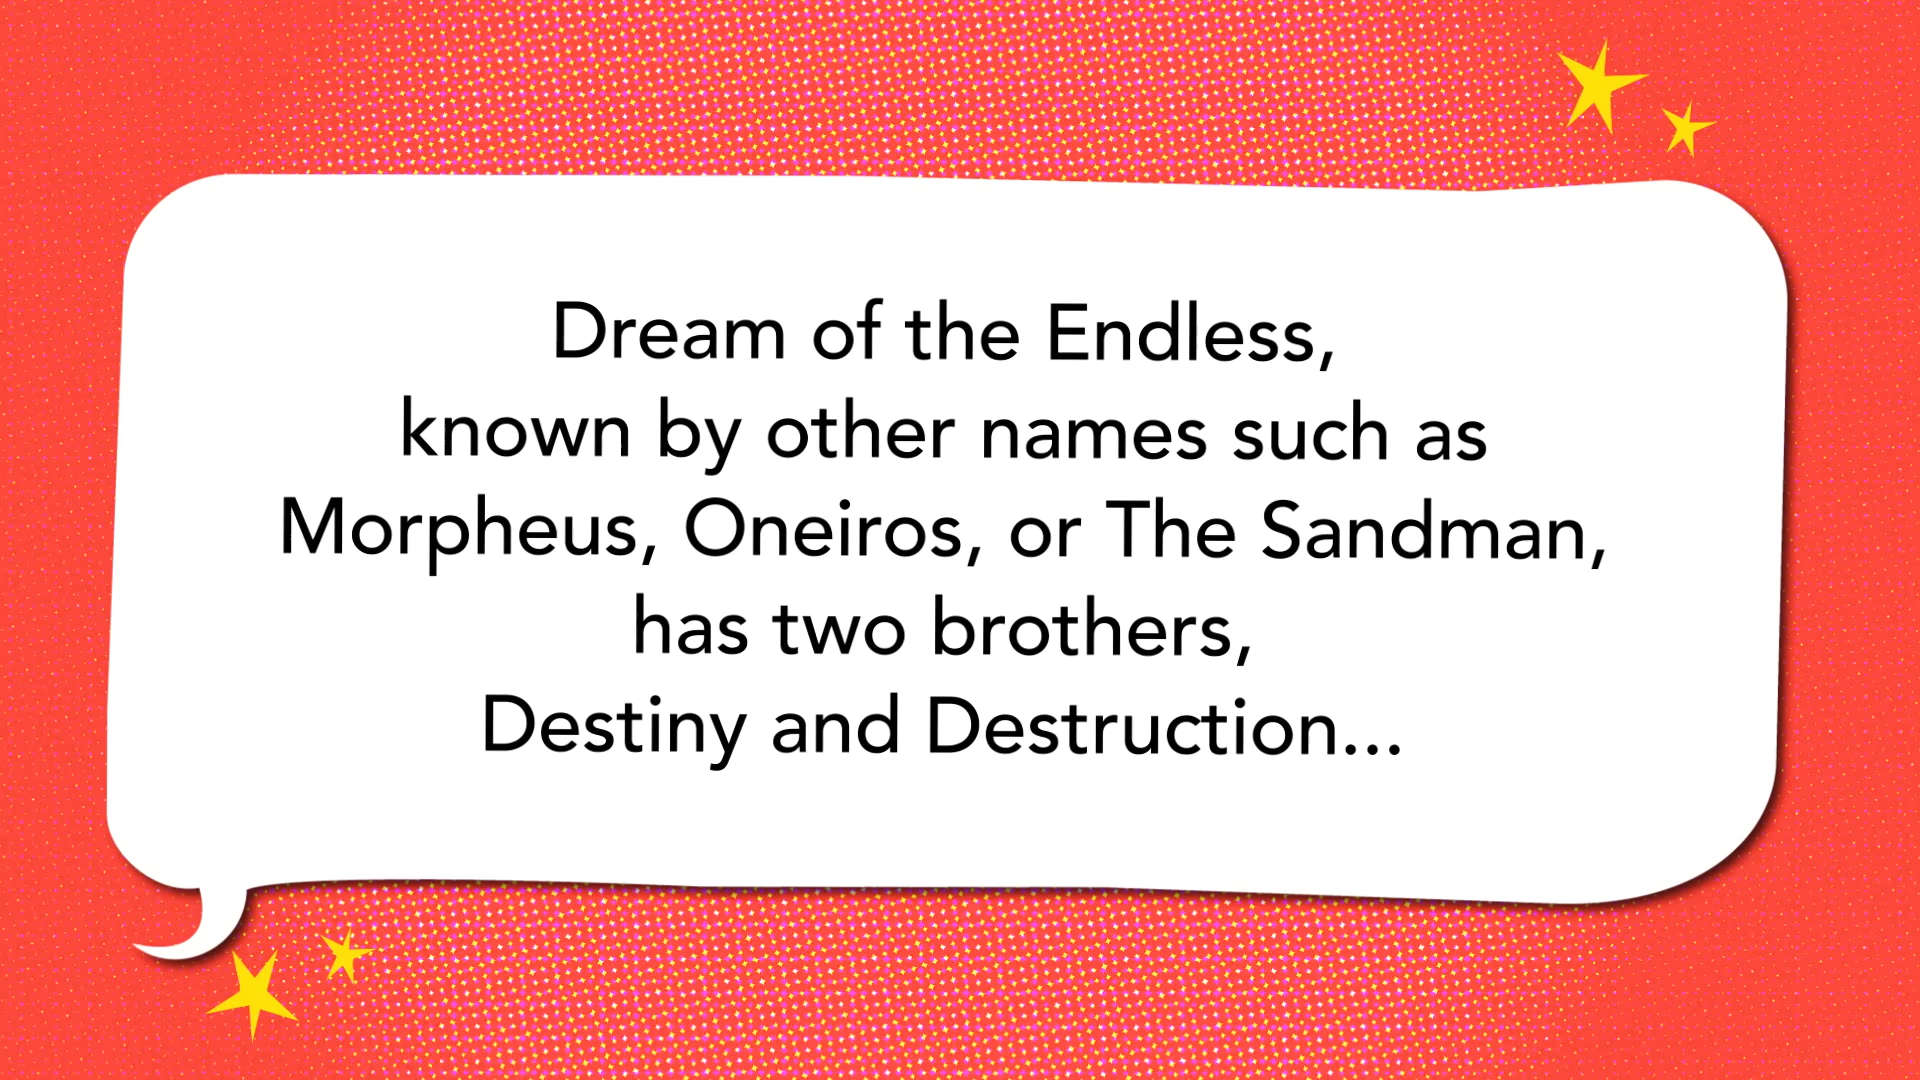 Dream of the Endless,
known by other names such as
Morpheus, Oneiros, or The Sandman,
has two brothers,
Destiny and Destruction...